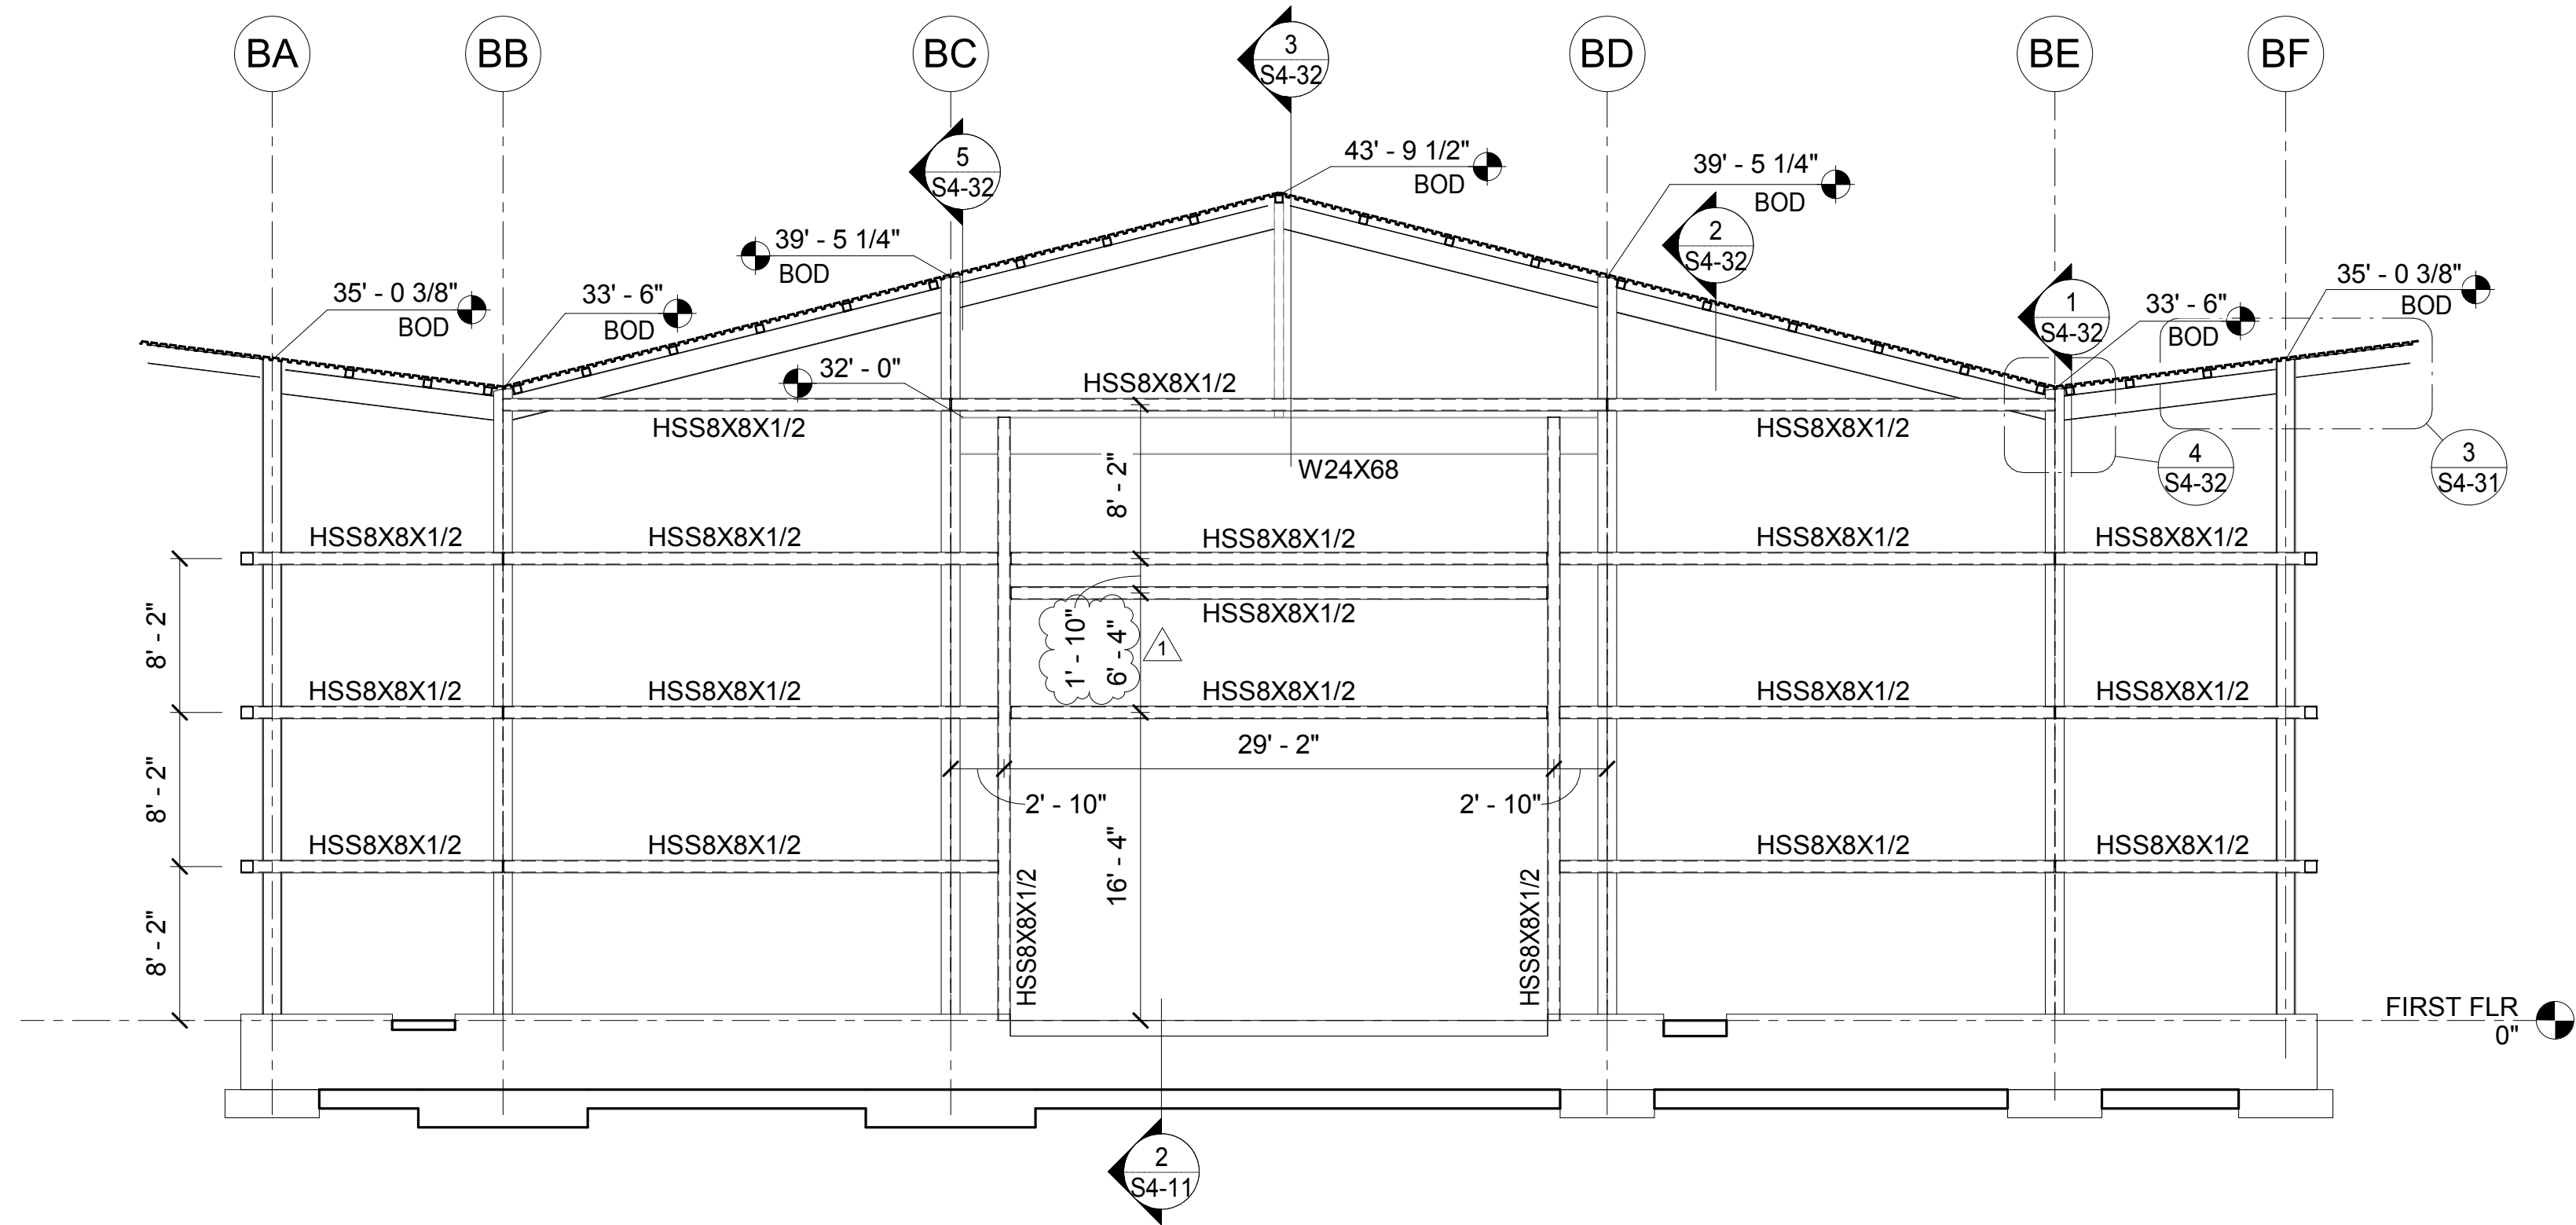 BA
BB
BC
BD
BE
BF
3
S4-32
5
S4-32
43' - 9 1/2"
BOD
39' - 5 1/4"
BOD
2
S4-32
39' - 5 1/4"
BOD
35' - 0 3/8"
BOD
33' - 6"
BOD
1
S4-32
33' - 6"
BOD
35' - 0 3/8"
BOD
32' - 0"
HSS8X8X1/2
HSS8X8X1/2
HSS8X8X1/2
W24X68
8' - 2"
4
S4-32
3
S4-31
HSS8X8X1/2
HSS8X8X1/2
HSS8X8X1/2
HSS8X8X1/2
HSS8X8X1/2
8' - 2"
1' - 10"
6' - 4"
1
HSS8X8X1/2
HSS8X8X1/2
HSS8X8X1/2
HSS8X8X1/2
HSS8X8X1/2
HSS8X8X1/2
29' - 2"
8' - 2"
2' - 10"
2' - 10"
16' - 4"
HSS8X8X1/2
HSS8X8X1/2
HSS8X8X1/2
HSS8X8X1/2
8' - 2"
HSS8X8X1/2
HSS8X8X1/2
FIRST FLR
0"
2
S4-11